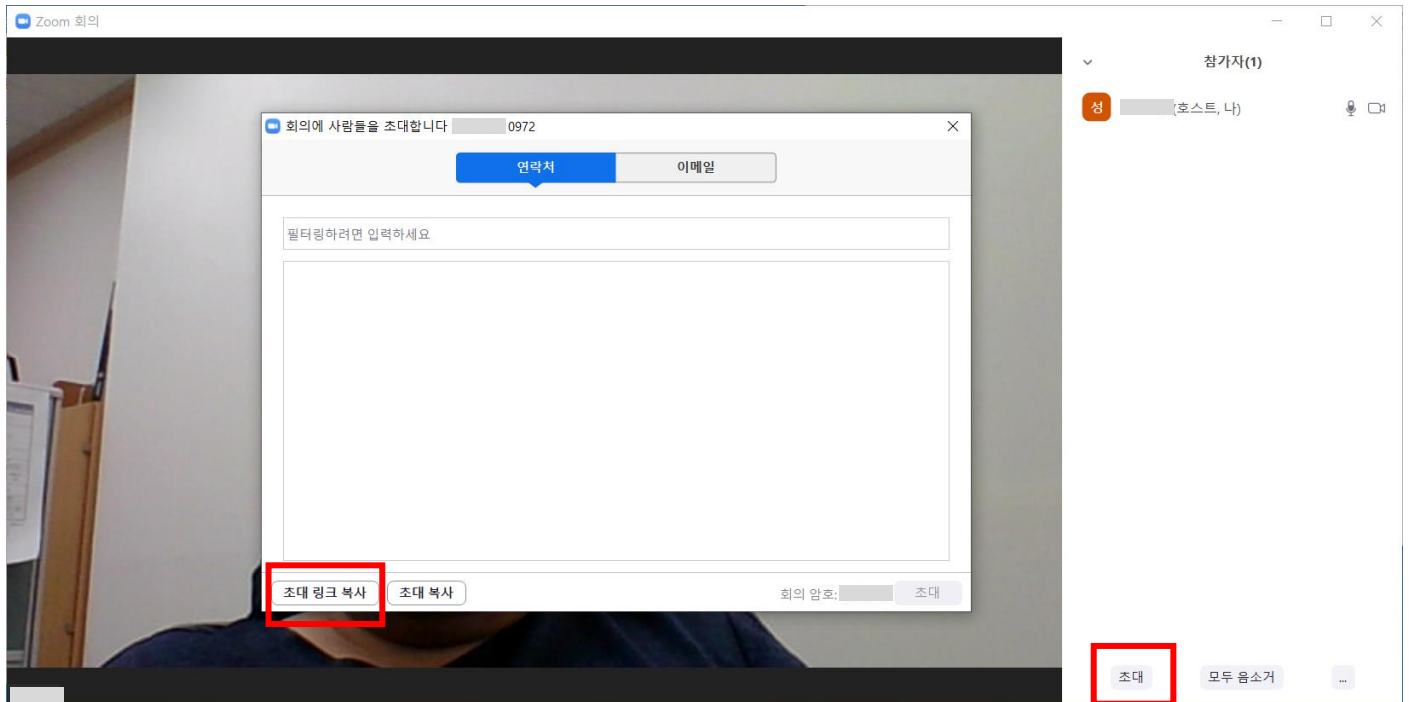 Zoom 회의
참가자(1)
성 (호스트, 나)
회의에 사람들을 초대합니다 0972
연락처 이메일
필터링하려면 입력하세요
초대 링크 복사 초대 복사 회의 암호: 초대
초대 모두 음소거 ...